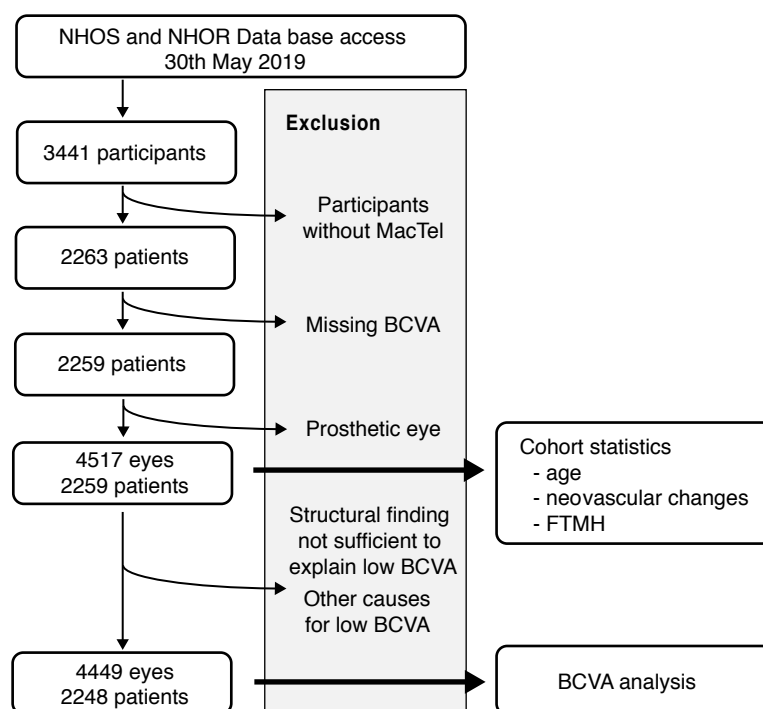 NHOS and NHOR Data base access
30th May 2019
Exclusion
3441 participants
Participants
without MacTel
2263 patients
Missing BCVA
2259 patients
Prosthetic eye
4517 eyes
2259 patients
Cohort statistics
- age
- neovascular changes
- FTMH
Structural finding
not sufficient to
explain low BCVA
Other causes
for low BCVA
4449 eyes
2248 patients
BCVA analysis